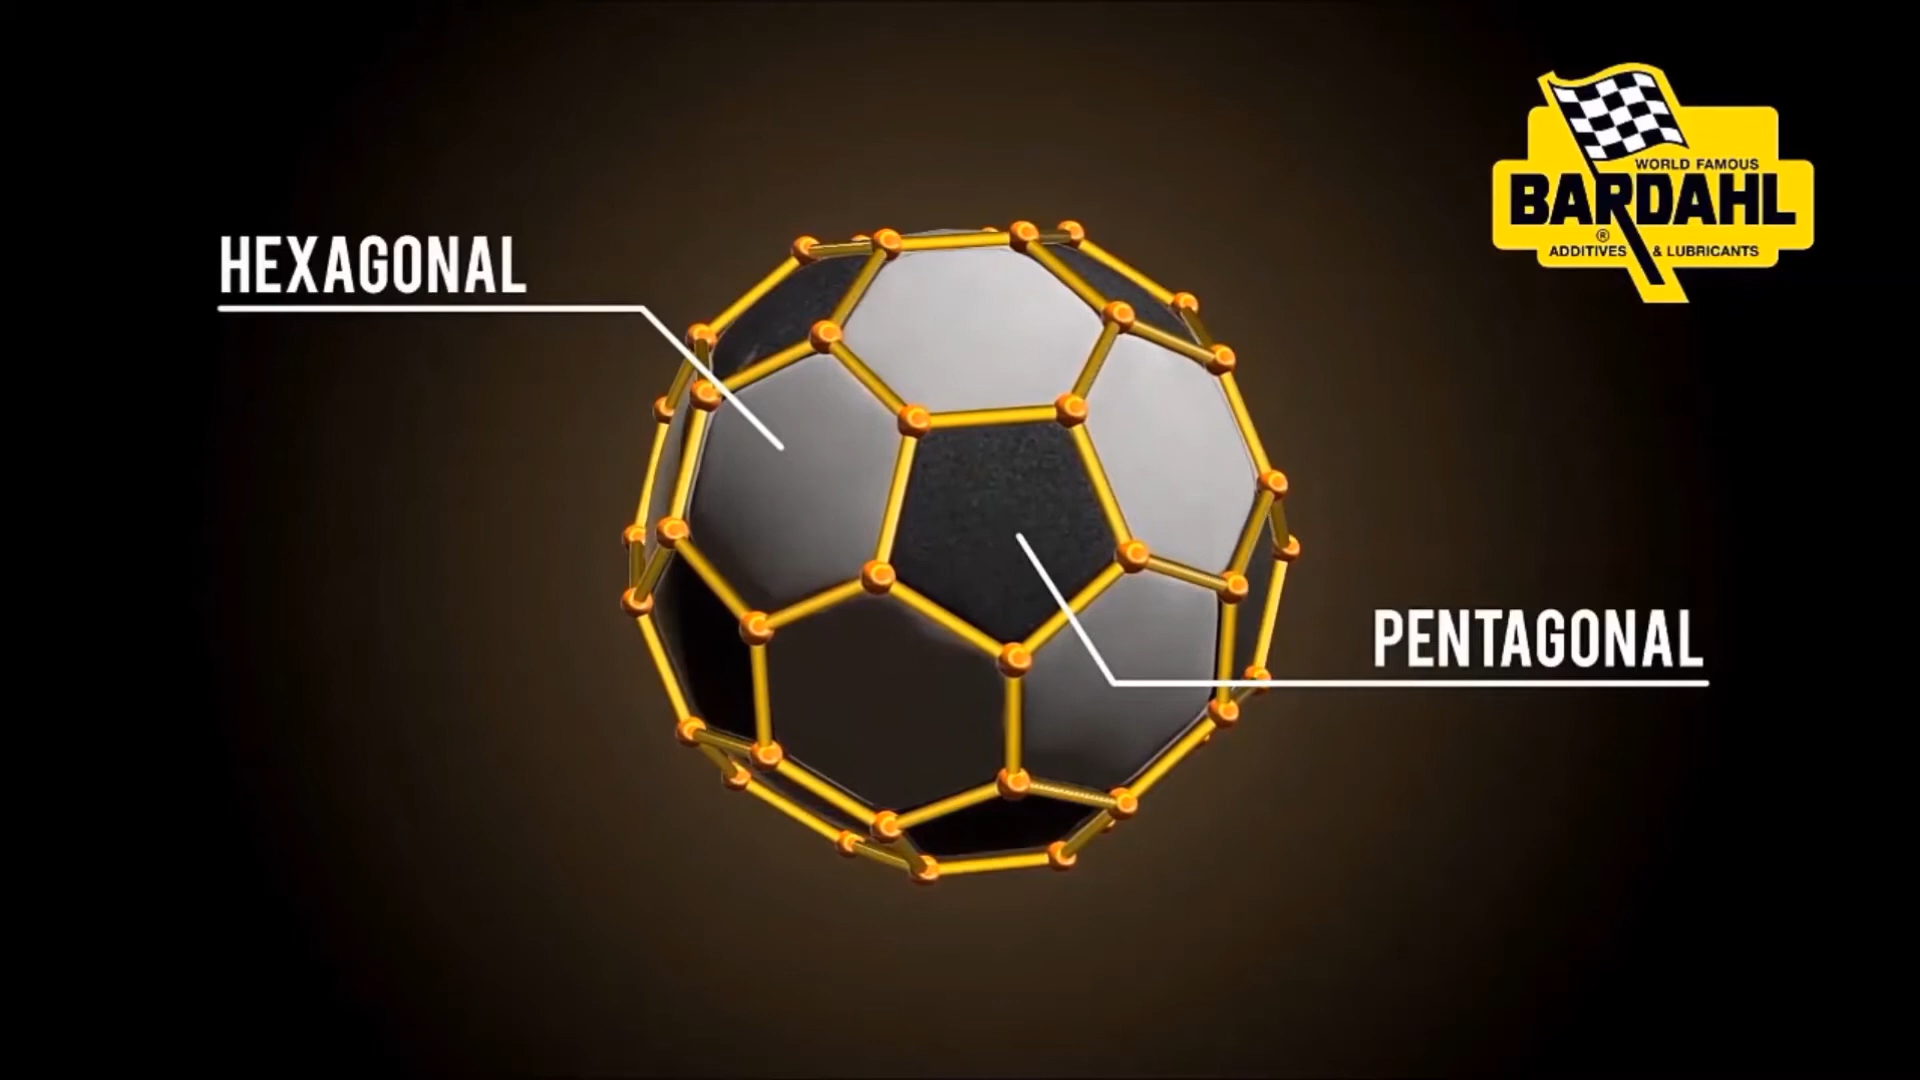 HEXAGONAL
WORLD FAMOUS
BARDAHL
®
ADDITIVES & LUBRICANTS
PENTAGONAL